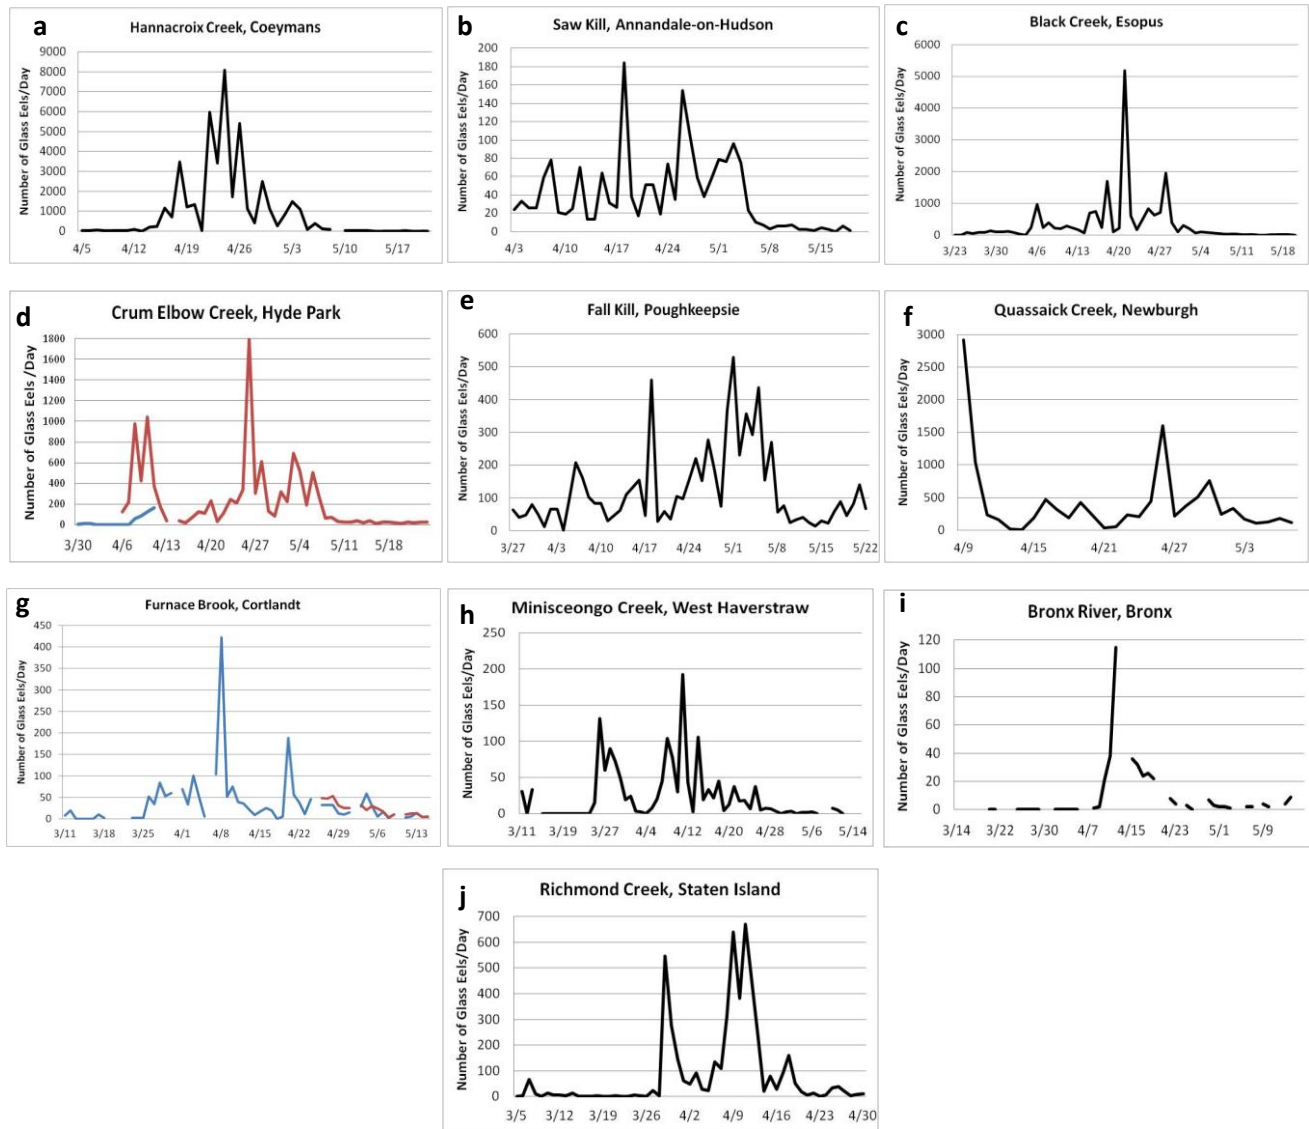 a
Hannacroix Creek, Coeymans
Number of Glass Eels/Day
9000
8000
7000
6000
5000
4000
3000
2000
1000
0
4/5 4/12 4/19 4/26 5/3 5/10 5/17
b
Saw Kill, Annandale-on-Hudson
Number of Glass Eels/Day
200
180
160
140
120
100
80
60
40
20
0
4/3 4/10 4/17 4/24 5/1 5/8 5/15
c
Black Creek, Esopus
Number of Glass Eels/Day
6000
5000
4000
3000
2000
1000
0
3/23 3/30 4/6 4/13 4/20 4/27 5/4 5/11 5/18
d
Crum Elbow Creek, Hyde Park
Number of Glass Eels /Day
1800
1600
1400
1200
1000
800
600
400
200
0
3/30 4/6 4/13 4/20 4/27 5/4 5/11 5/18
e
Fall Kill, Poughkeepsie
Number of Glass Eels/Day
600
500
400
300
200
100
0
3/27 4/3 4/10 4/17 4/24 5/1 5/8 5/15 5/22
f
Quassaick Creek, Newburgh
Number of Glass Eels/Day
3000
2500
2000
1500
1000
500
0
4/9 4/15 4/21 4/27 5/3
g
Furnace Brook, Cortlandt
Number of Glass Eels/Day
450
400
350
300
250
200
150
100
50
0
3/11 3/18 3/25 4/1 4/8 4/15 4/22 4/29 5/6 5/13
h
Minisceongo Creek, West Haverstraw
Number of Glass Eels/Day
250
200
150
100
50
0
3/11 3/19 3/27 4/4 4/12 4/20 4/28 5/6 5/14
i
Bronx River, Bronx
Number of Glass Eels/Day
120
100
80
60
40
20
0
3/14 3/22 3/30 4/7 4/15 4/23 5/1 5/9
j
Richmond Creek, Staten Island
Number of Glass Eels/Day
700
600
500
400
300
200
100
0
3/5 3/12 3/19 3/26 4/2 4/9 4/16 4/23 4/30